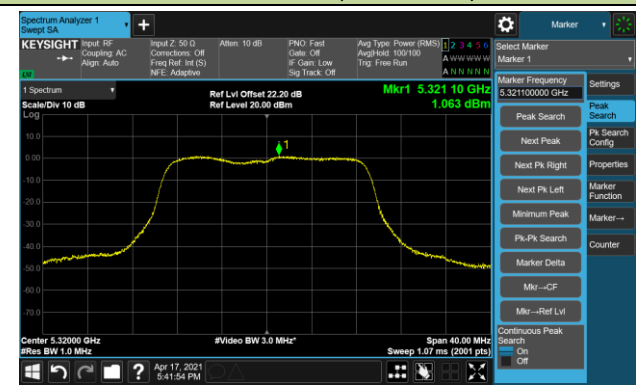 Spectrum Analyzer 1
Swept SA
+
Marker
KEYSIGHT
Input: RF
Coupling: AC
Align: Auto
Input Z: 50 Ω
Corrections: Off
Freq Ref: Int (S)
NFE: Adaptive
Atten: 10 dB
PNO: Fast
Gate: Off
IF Gain: Low
Sig Track: Off
Avg Type: Power (RMS)
Avg|Hold: 100/100
Trig: Free Run
1 2 3 4 5 6
A W W W W W
A N N N N N
Select Marker
Marker 1
1 Spectrum
Scale/Div 10 dB
Log
Ref Lvl Offset 22.20 dB
Ref Level 20.00 dBm
Mkr1 5.321 10 GHz
1.063 dBm
10.0
0.00
-10.0
-20.0
-30.0
-40.0
-50.0
-60.0
-70.0
1
Center 5.32000 GHz
#Res BW 1.0 MHz
#Video BW 3.0 MHz*
Span 40.00 MHz
Sweep 1.07 ms (2001 pts)
Marker Frequency
5.321100000 GHz
Peak Search
Next Peak
Next Pk Right
Next Pk Left
Minimum Peak
Pk-Pk Search
Marker Delta
Mkr→CF
Mkr→Ref Lvl
Continuous Peak
Search
On
Off
Settings
Peak
Search
Pk Search
Config
Properties
Marker
Function
Marker→
Counter
?
Apr 17, 2021
5:41:54 PM